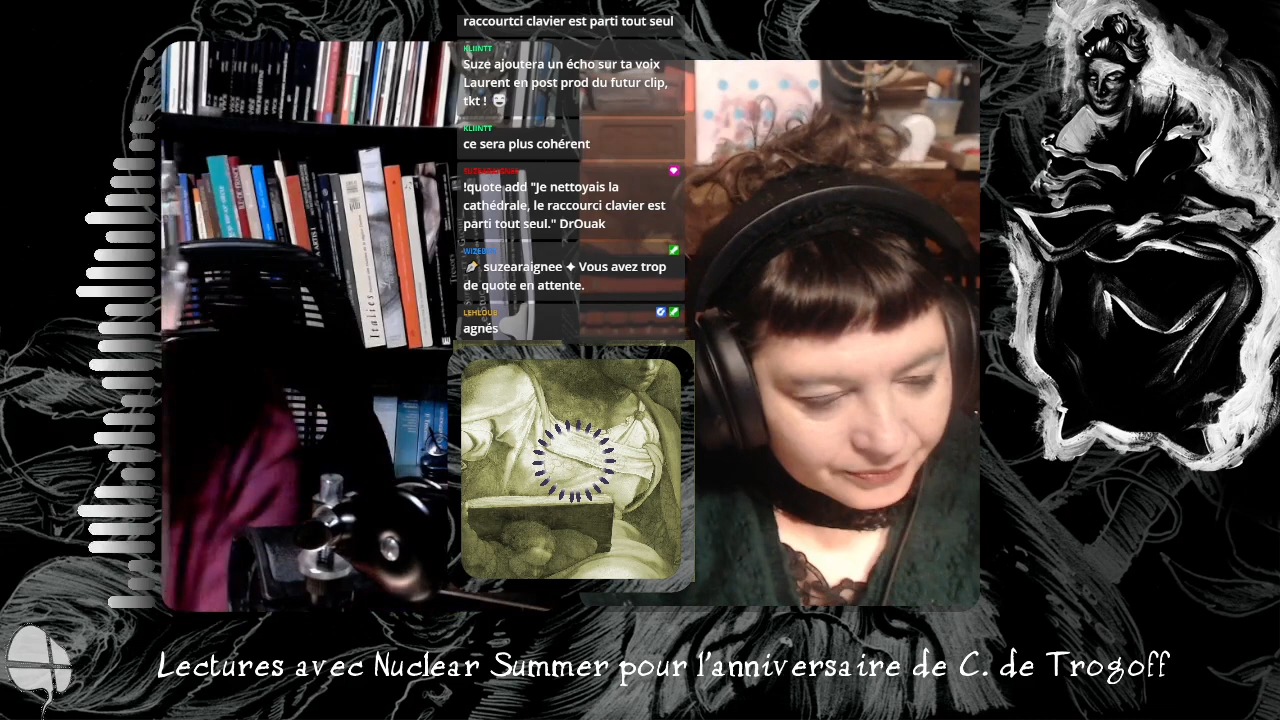 raccourtci clavier est parti tout seul
KLIINTT
Suze ajoutera un écho sur ta voix
Laurent en post prod du futur clip,
tkt !
KLIINTT
ce sera plus cohérent
!quote add "Je nettoyais la
cathédrale, le raccourci clavier est
parti tout seul." DrOuak
suzearaignee ✦ Vous avez trop
de quote en attente.
LEHLOUB
agnés
Italies
Lectures avec Nuclear Summer pour l'anniversaire de C. de Trogoff